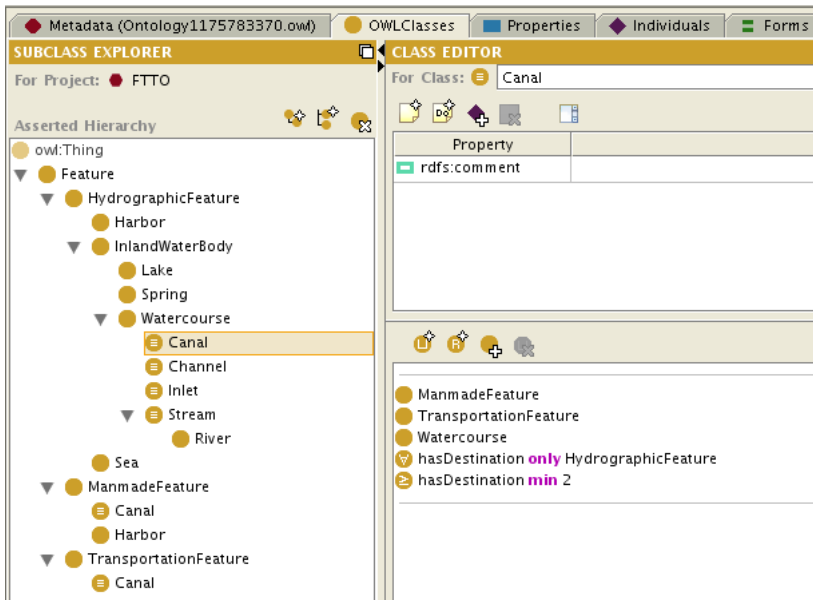 Metadata (Ontology1175783370.owl) OWLClasses Properties Individuals Forms
SUBCLASS EXPLORER
For Project: FTTO
Asserted Hierarchy
owl:Thing
Feature
HydrographicFeature
Harbor
InlandWaterBody
Lake
Spring
Watercourse
Canal
Channel
Inlet
Stream
River
Sea
ManmadeFeature
Canal
Harbor
TransportationFeature
Canal
CLASS EDITOR
For Class: Canal
Property
rdfs:comment
ManmadeFeature
TransportationFeature
Watercourse
hasDestination only HydrographicFeature
hasDestination min 2